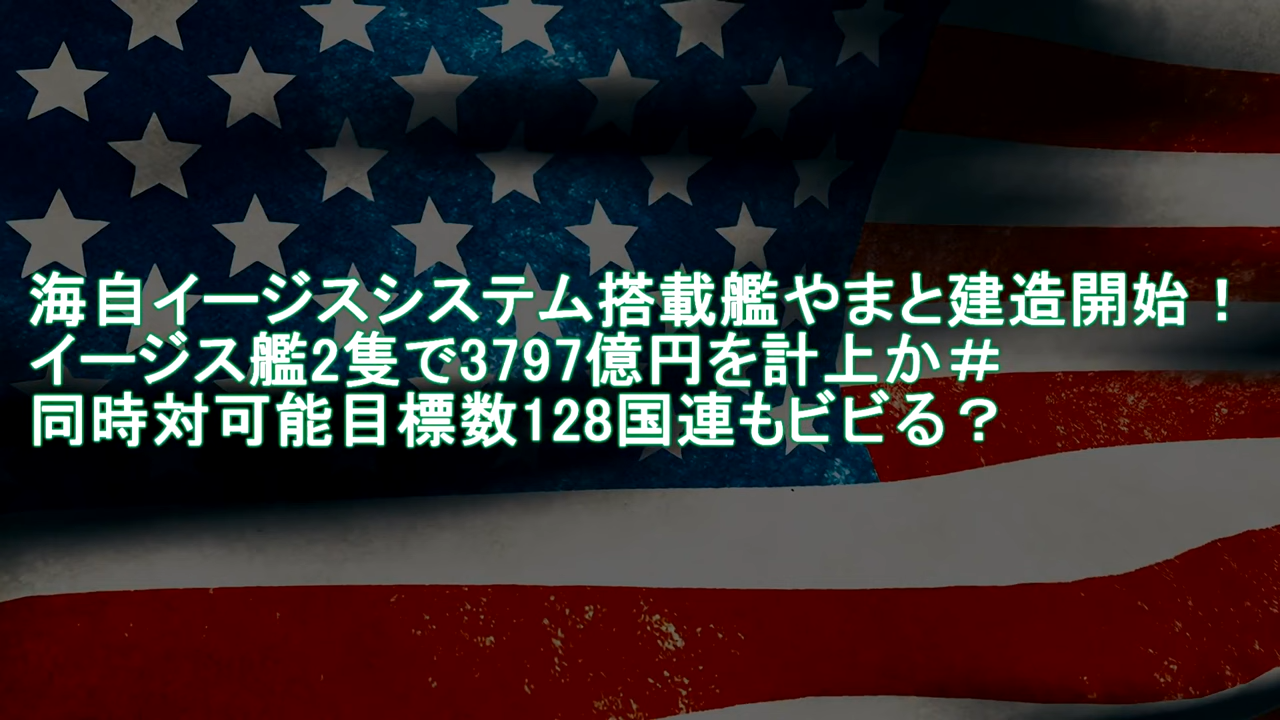 海自イージスシステム搭載艦やまと建造開始！
イージス艦2隻で3797億円を計上か＃
同時対可能目標数128国連もビビる？